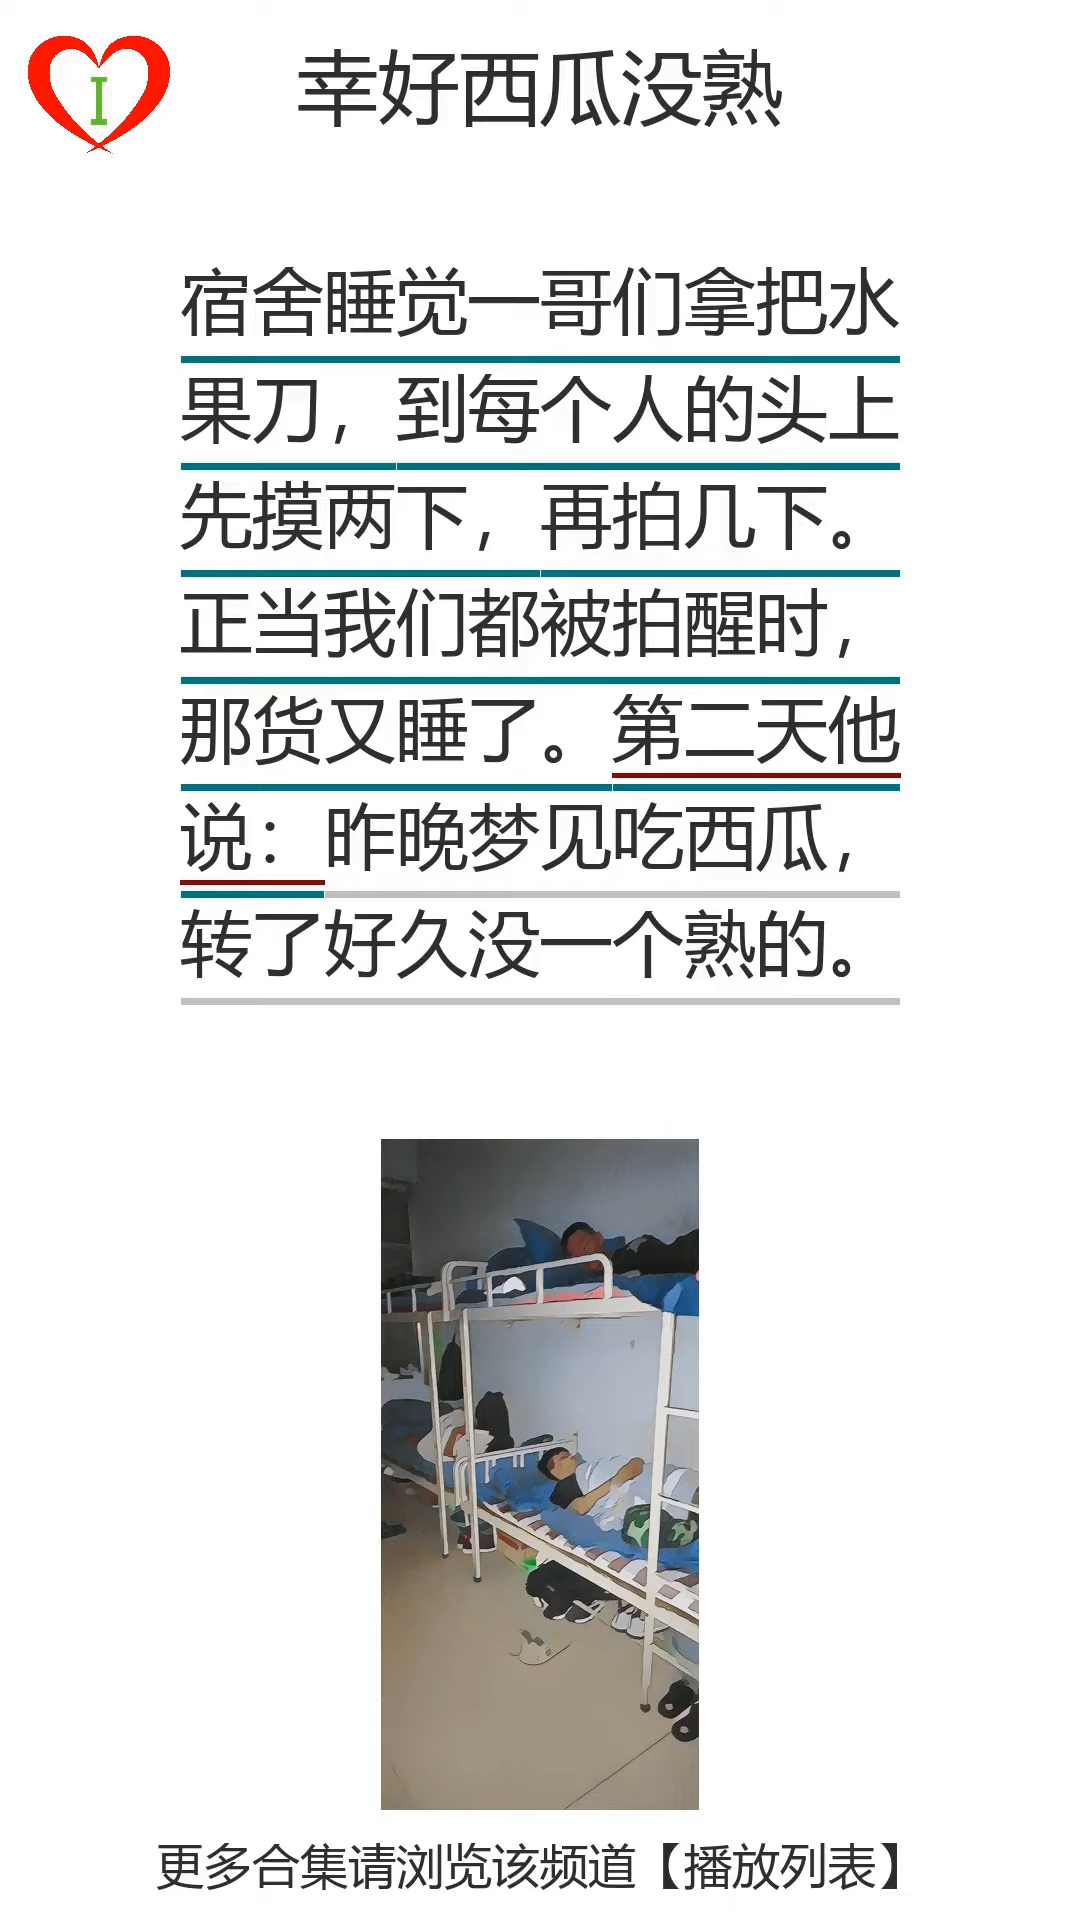 I
幸好西瓜没熟
宿舍睡觉一哥们拿把水
果刀，到每个人的头上
先摸两下，再拍几下。
正当我们都被拍醒时，
那货又睡了。第二天他
说：昨晚梦见吃西瓜，
转了好久没一个熟的。
更多合集请浏览该频道【播放列表】